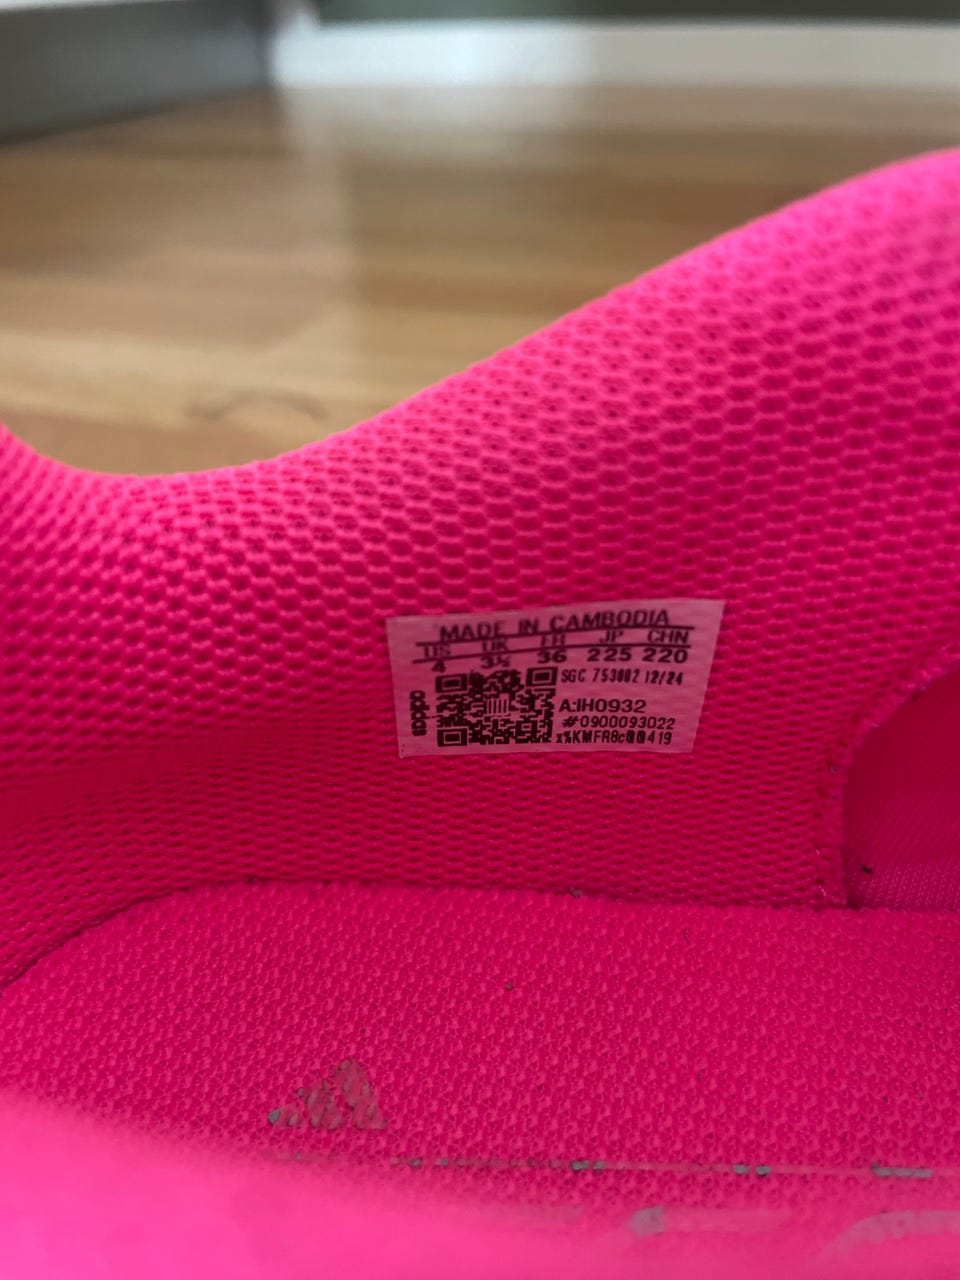 MADE IN CAMBODIA
US UK FR JP CHN
4 3½ 36 225 220
SGC 753002 12/24
adidas
A:IH0932
#0900093022